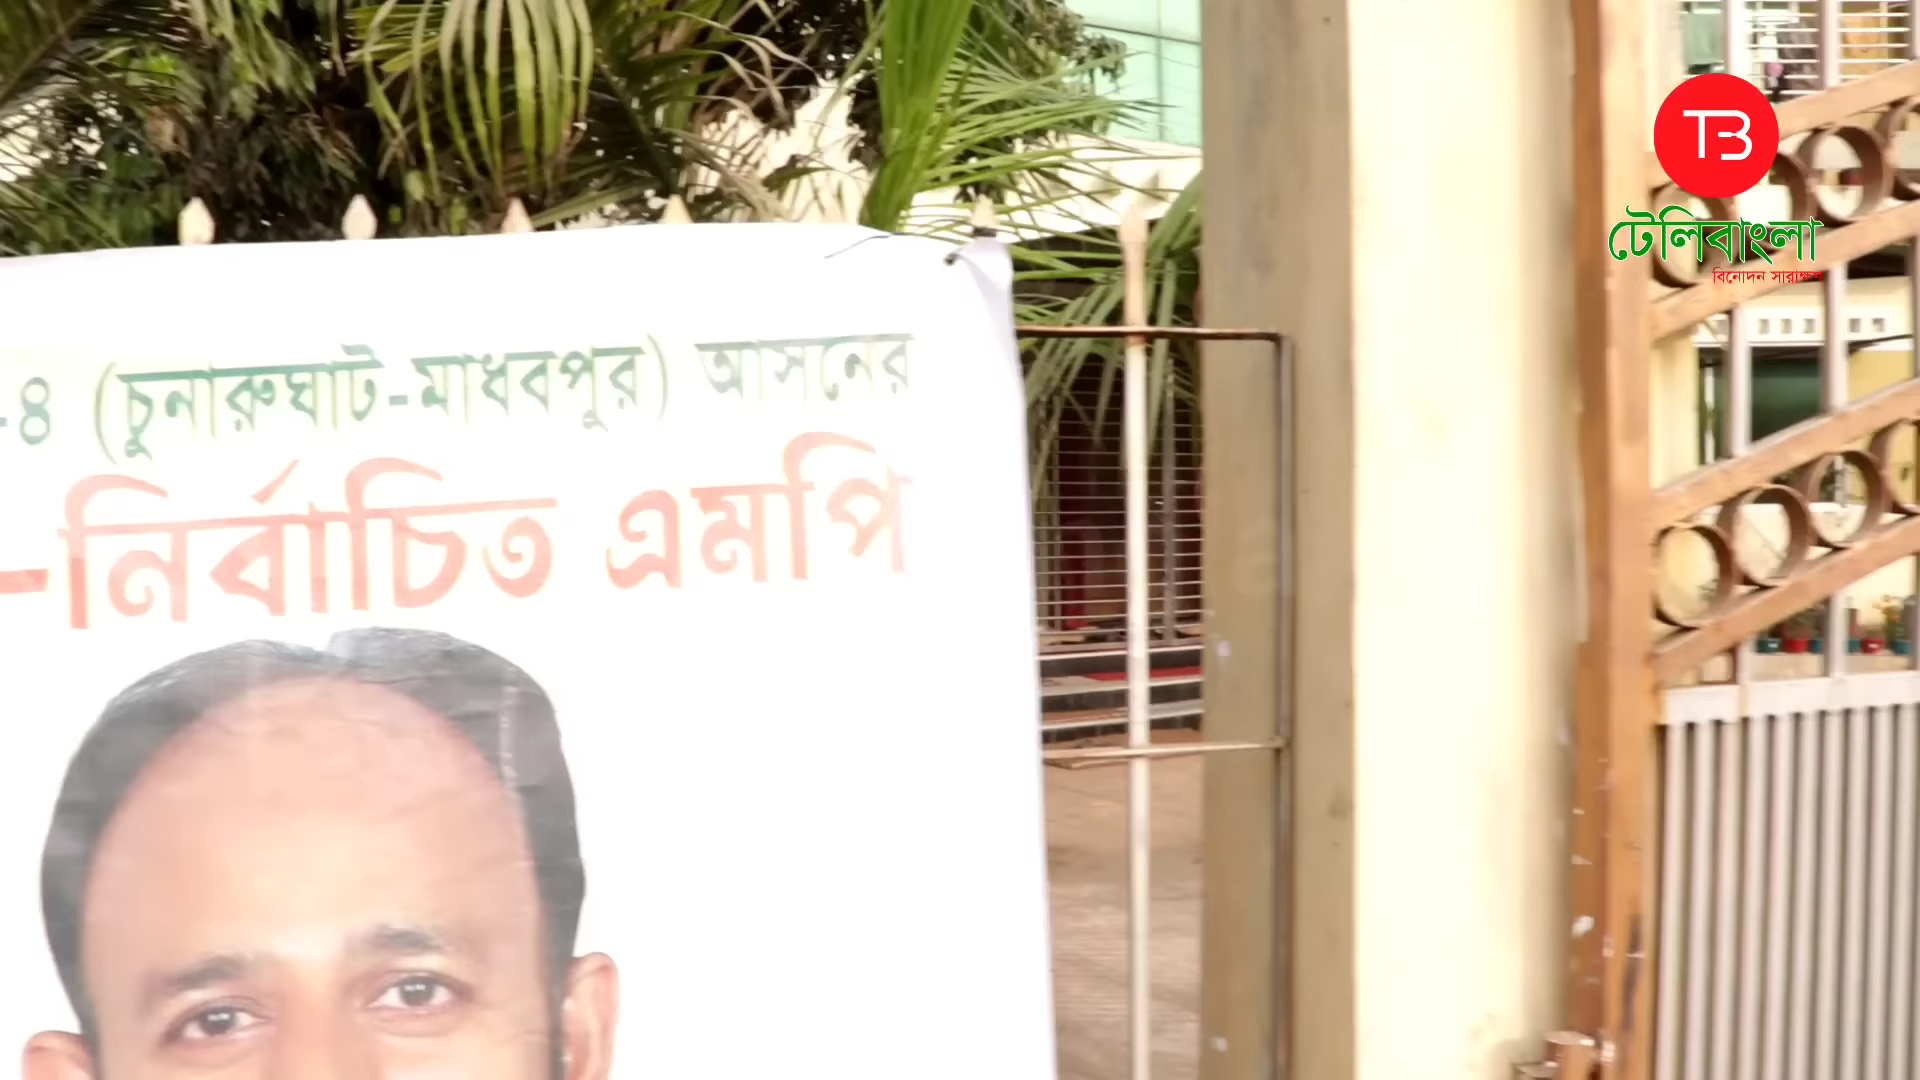 -৪ (চুনারুঘাট-মাধবপুর) আসনের
-নির্বাচিত এমপি
TB
টেলিবাংলা
বিনোদন সারাক্ষণ